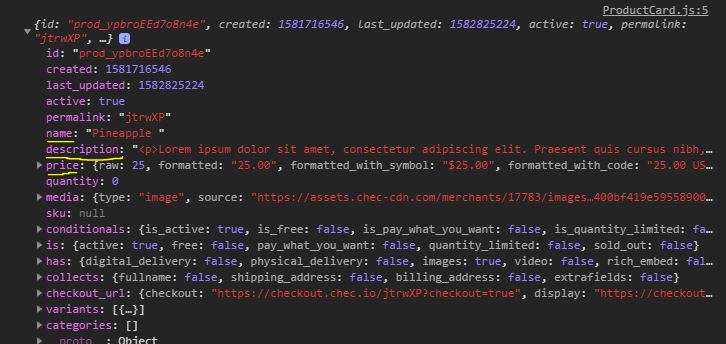 ProductCard.js:5
{id: "prod_ypbroEEd7o8n4e", created: 1581716546, last_updated: 1582825224, active: true, permalink:
"jtrwXP", …} i
id: "prod_ypbroEEd7o8n4e"
created: 1581716546
last_updated: 1582825224
active: true
permalink: "jtrwXP"
name: "Pineapple "
description: "<p>Lorem ipsum dolor sit amet, consectetur adipiscing elit. Praesent quis cursus nibh,…
price: {raw: 25, formatted: "25.00", formatted_with_symbol: "$25.00", formatted_with_code: "25.00 US…
quantity: 0
media: {type: "image", source: "https://assets.chec-cdn.com/merchants/17783/images…400bf419e59558900…
sku: null
conditionals: {is_active: true, is_free: false, is_pay_what_you_want: false, is_quantity_limited: fa…
is: {active: true, free: false, pay_what_you_want: false, quantity_limited: false, sold_out: false}
has: {digital_delivery: false, physical_delivery: false, images: true, video: false, rich_embed: fal…
collects: {fullname: false, shipping_address: false, billing_address: false, extrafields: false}
checkout_url: {checkout: "https://checkout.chec.io/jtrwXP?checkout=true", display: "https://checkout…
variants: [{…}]
categories: []
__proto__: Object